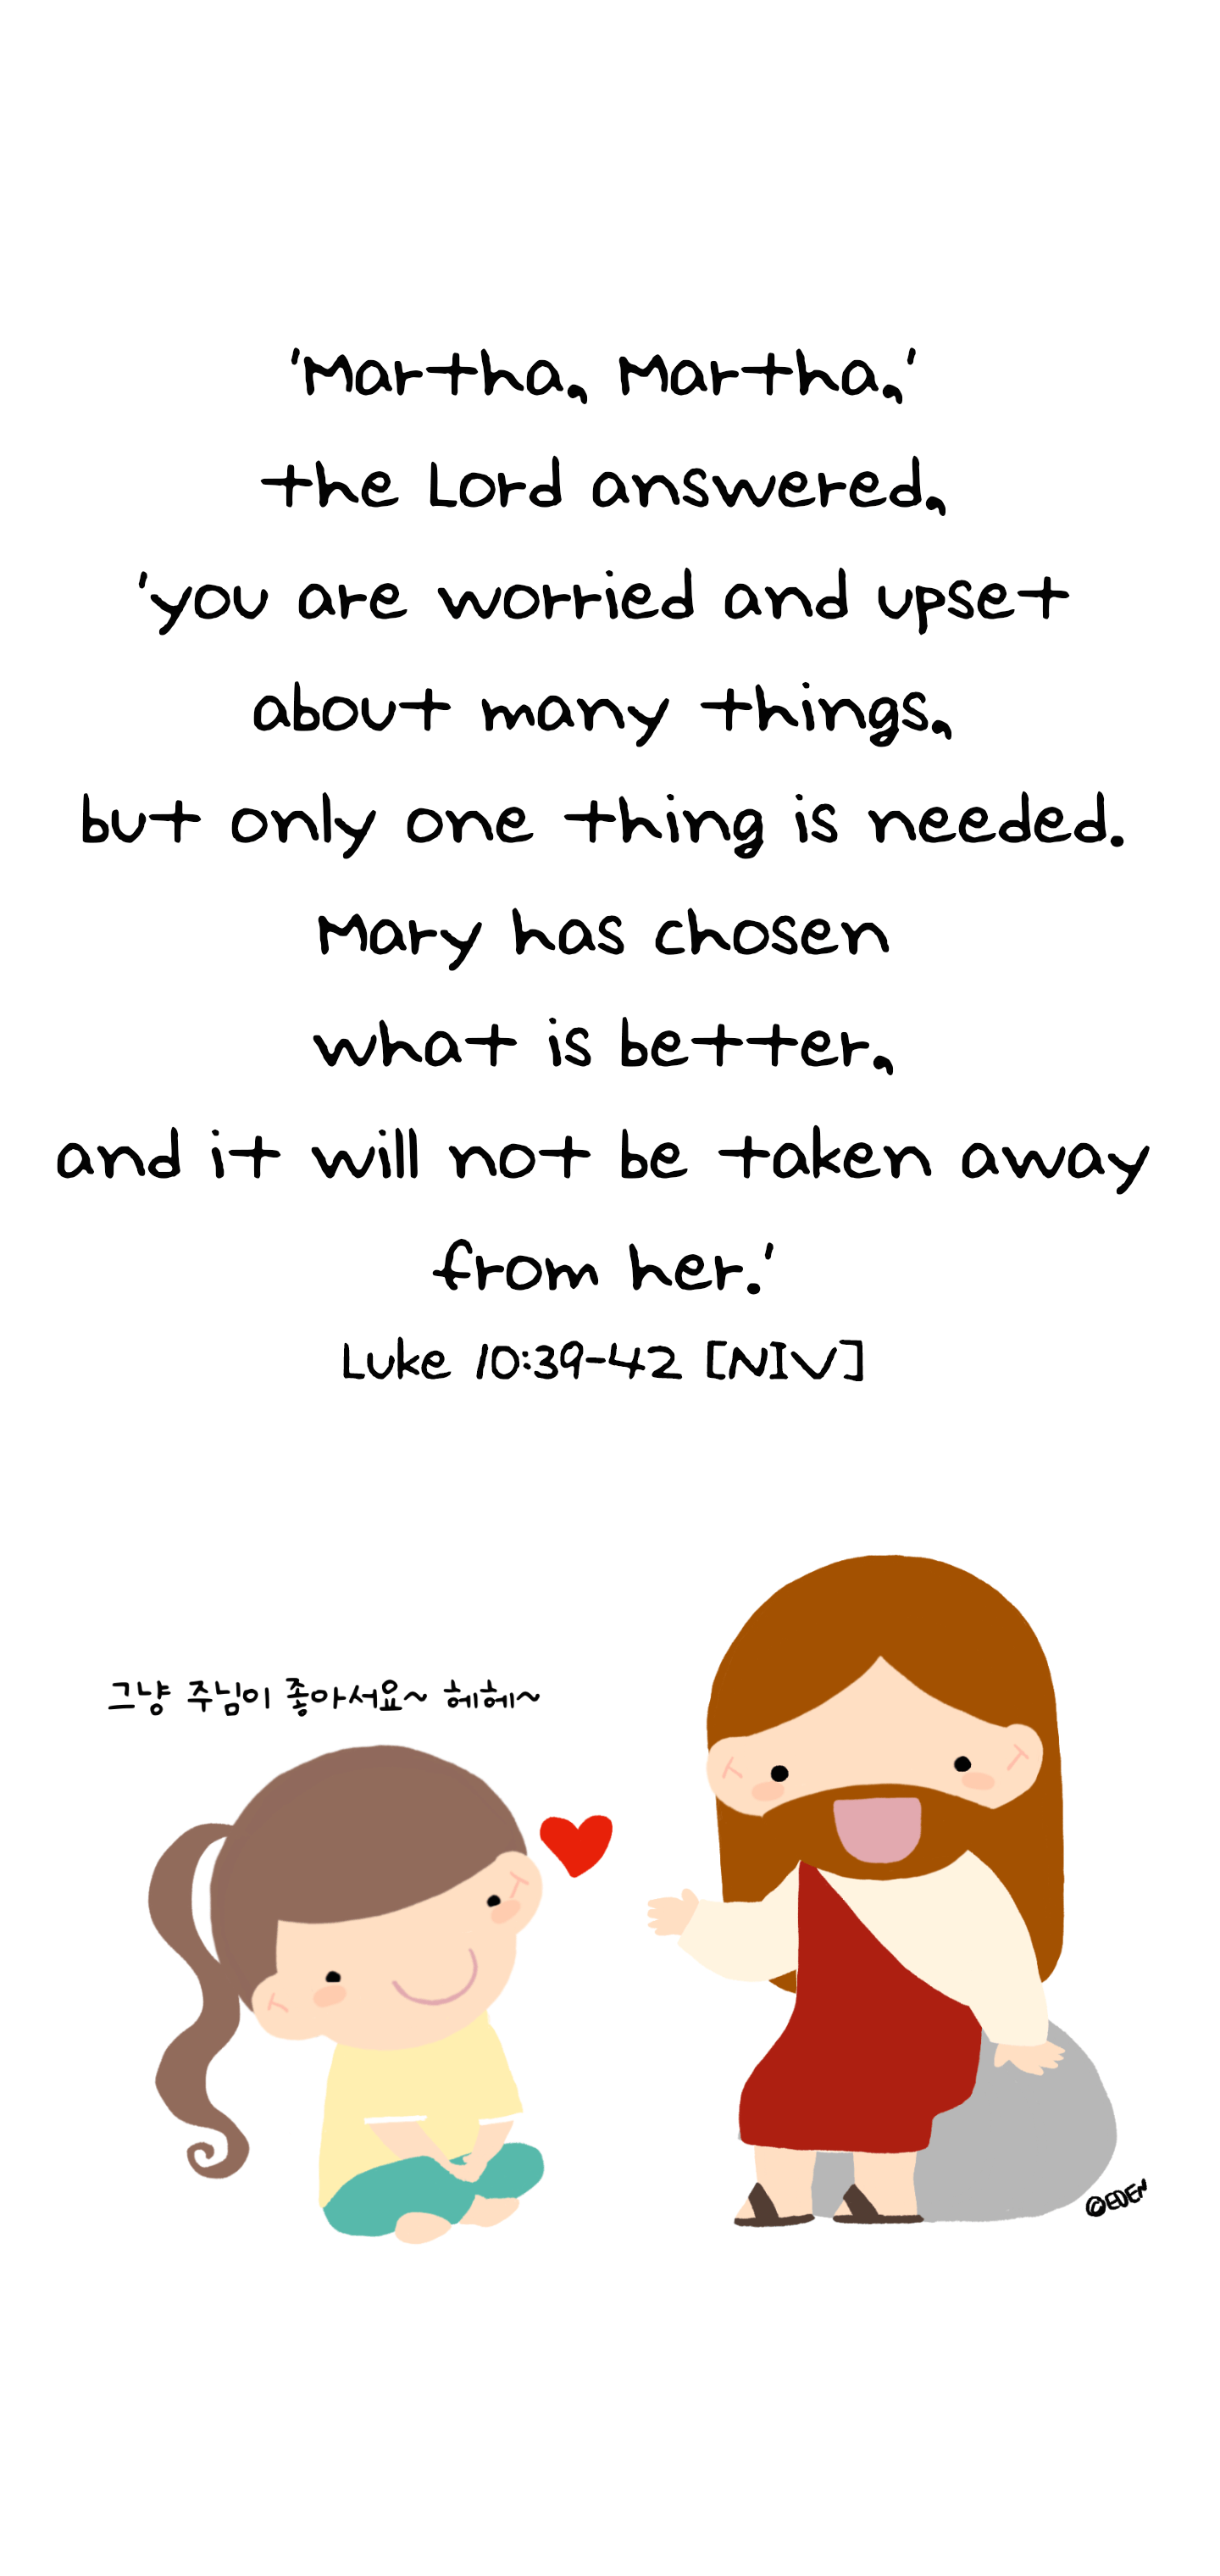 'Martha, Martha,'
the Lord answered,
'you are worried and upset
about many things,
but only one thing is needed.
Mary has chosen
what is better,
and it will not be taken away
from her.'
Luke 10:39-42 [NIV]
그냥 주님이 좋아서요~ 헤헤~
©EDEN